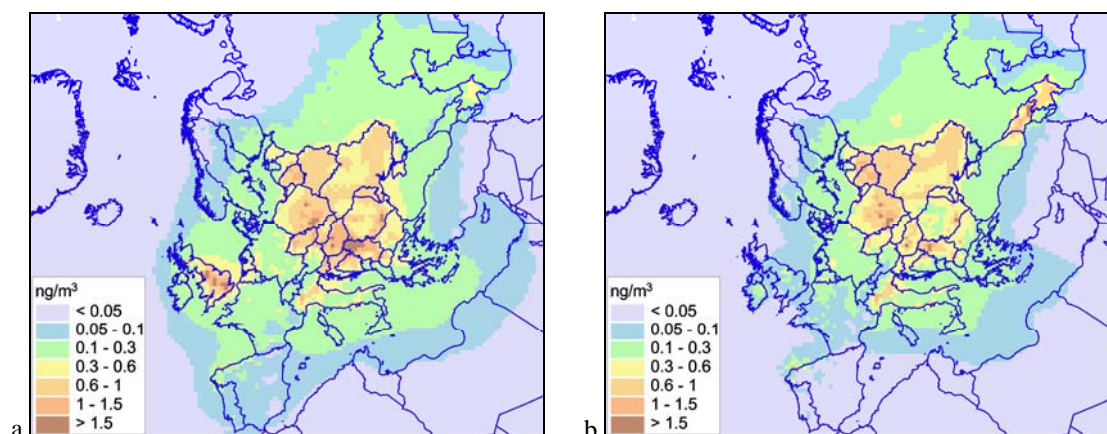 ng/m³
< 0.05
0.05 - 0.1
0.1 - 0.3
0.3 - 0.6
0.6 - 1
1 - 1.5
> 1.5
a
ng/m³
< 0.05
0.05 - 0.1
0.1 - 0.3
0.3 - 0.6
0.6 - 1
1 - 1.5
> 1.5
b